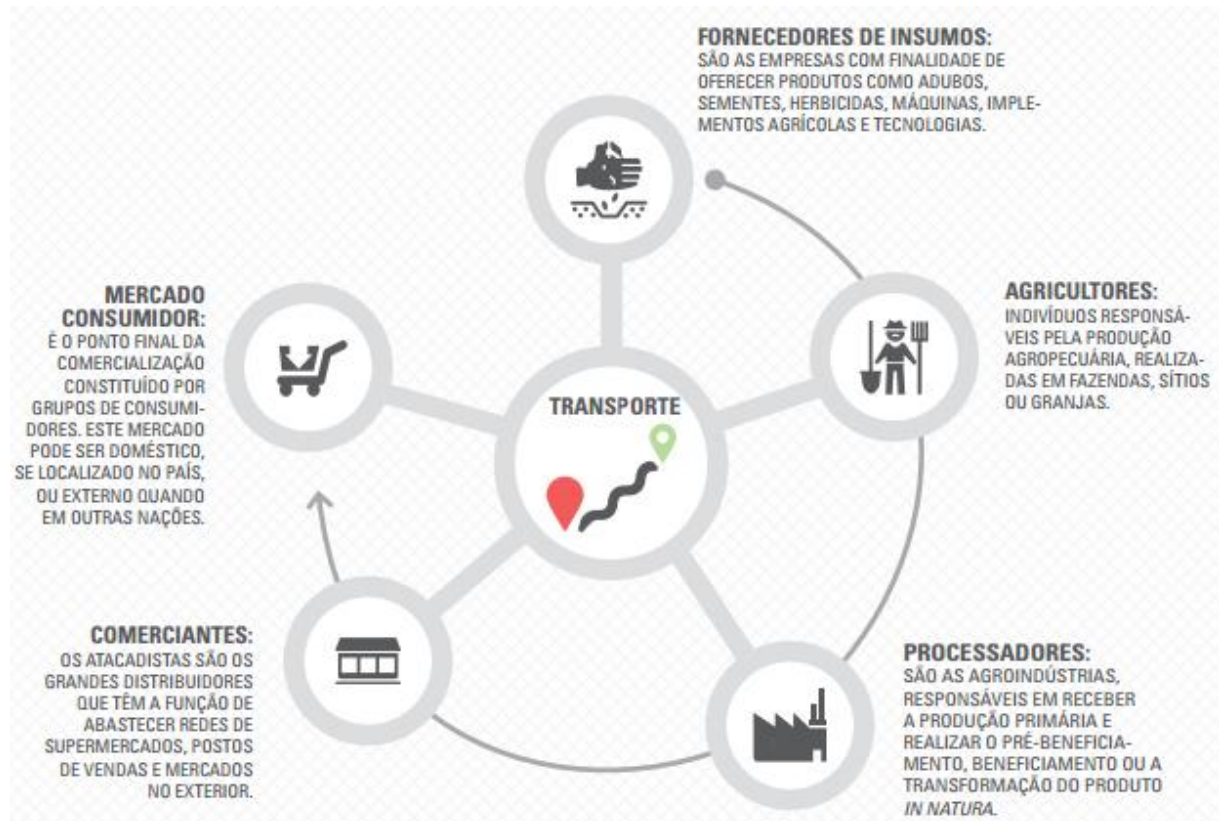 FORNECEDORES DE INSUMOS:
SÃO AS EMPRESAS COM FINALIDADE DE
OFERECER PRODUTOS COMO ADUBOS,
SEMENTES, HERBICIDAS, MÁQUINAS, IMPLE-
MENTOS AGRÍCOLAS E TECNOLOGIAS.
AGRICULTORES:
INDIVÍDUOS RESPONSÁ-
VEIS PELA PRODUÇÃO
AGROPECUÁRIA, REALIZA-
DAS EM FAZENDAS, SÍTIOS
OU GRANJAS.
MERCADO
CONSUMIDOR:
É O PONTO FINAL DA
COMERCIALIZAÇÃO
CONSTITUÍDO POR
GRUPOS DE CONSUMI-
DORES. ESTE MERCADO
PODE SER DOMÉSTICO,
SE LOCALIZADO NO PAÍS,
OU EXTERNO QUANDO
EM OUTRAS NAÇÕES.
TRANSPORTE
COMERCIANTES:
OS ATACADISTAS SÃO OS
GRANDES DISTRIBUIDORES
QUE TÊM A FUNÇÃO DE
ABASTECER REDES DE
SUPERMERCADOS, POSTOS
DE VENDAS E MERCADOS
NO EXTERIOR.
PROCESSADORES:
SÃO AS AGROINDÚSTRIAS,
RESPONSÁVEIS EM RECEBER
A PRODUÇÃO PRIMÁRIA E
REALIZAR O PRÉ-BENEFICIA-
MENTO, BENEFICIAMENTO OU A
TRANSFORMAÇÃO DO PRODUTO
IN NATURA.